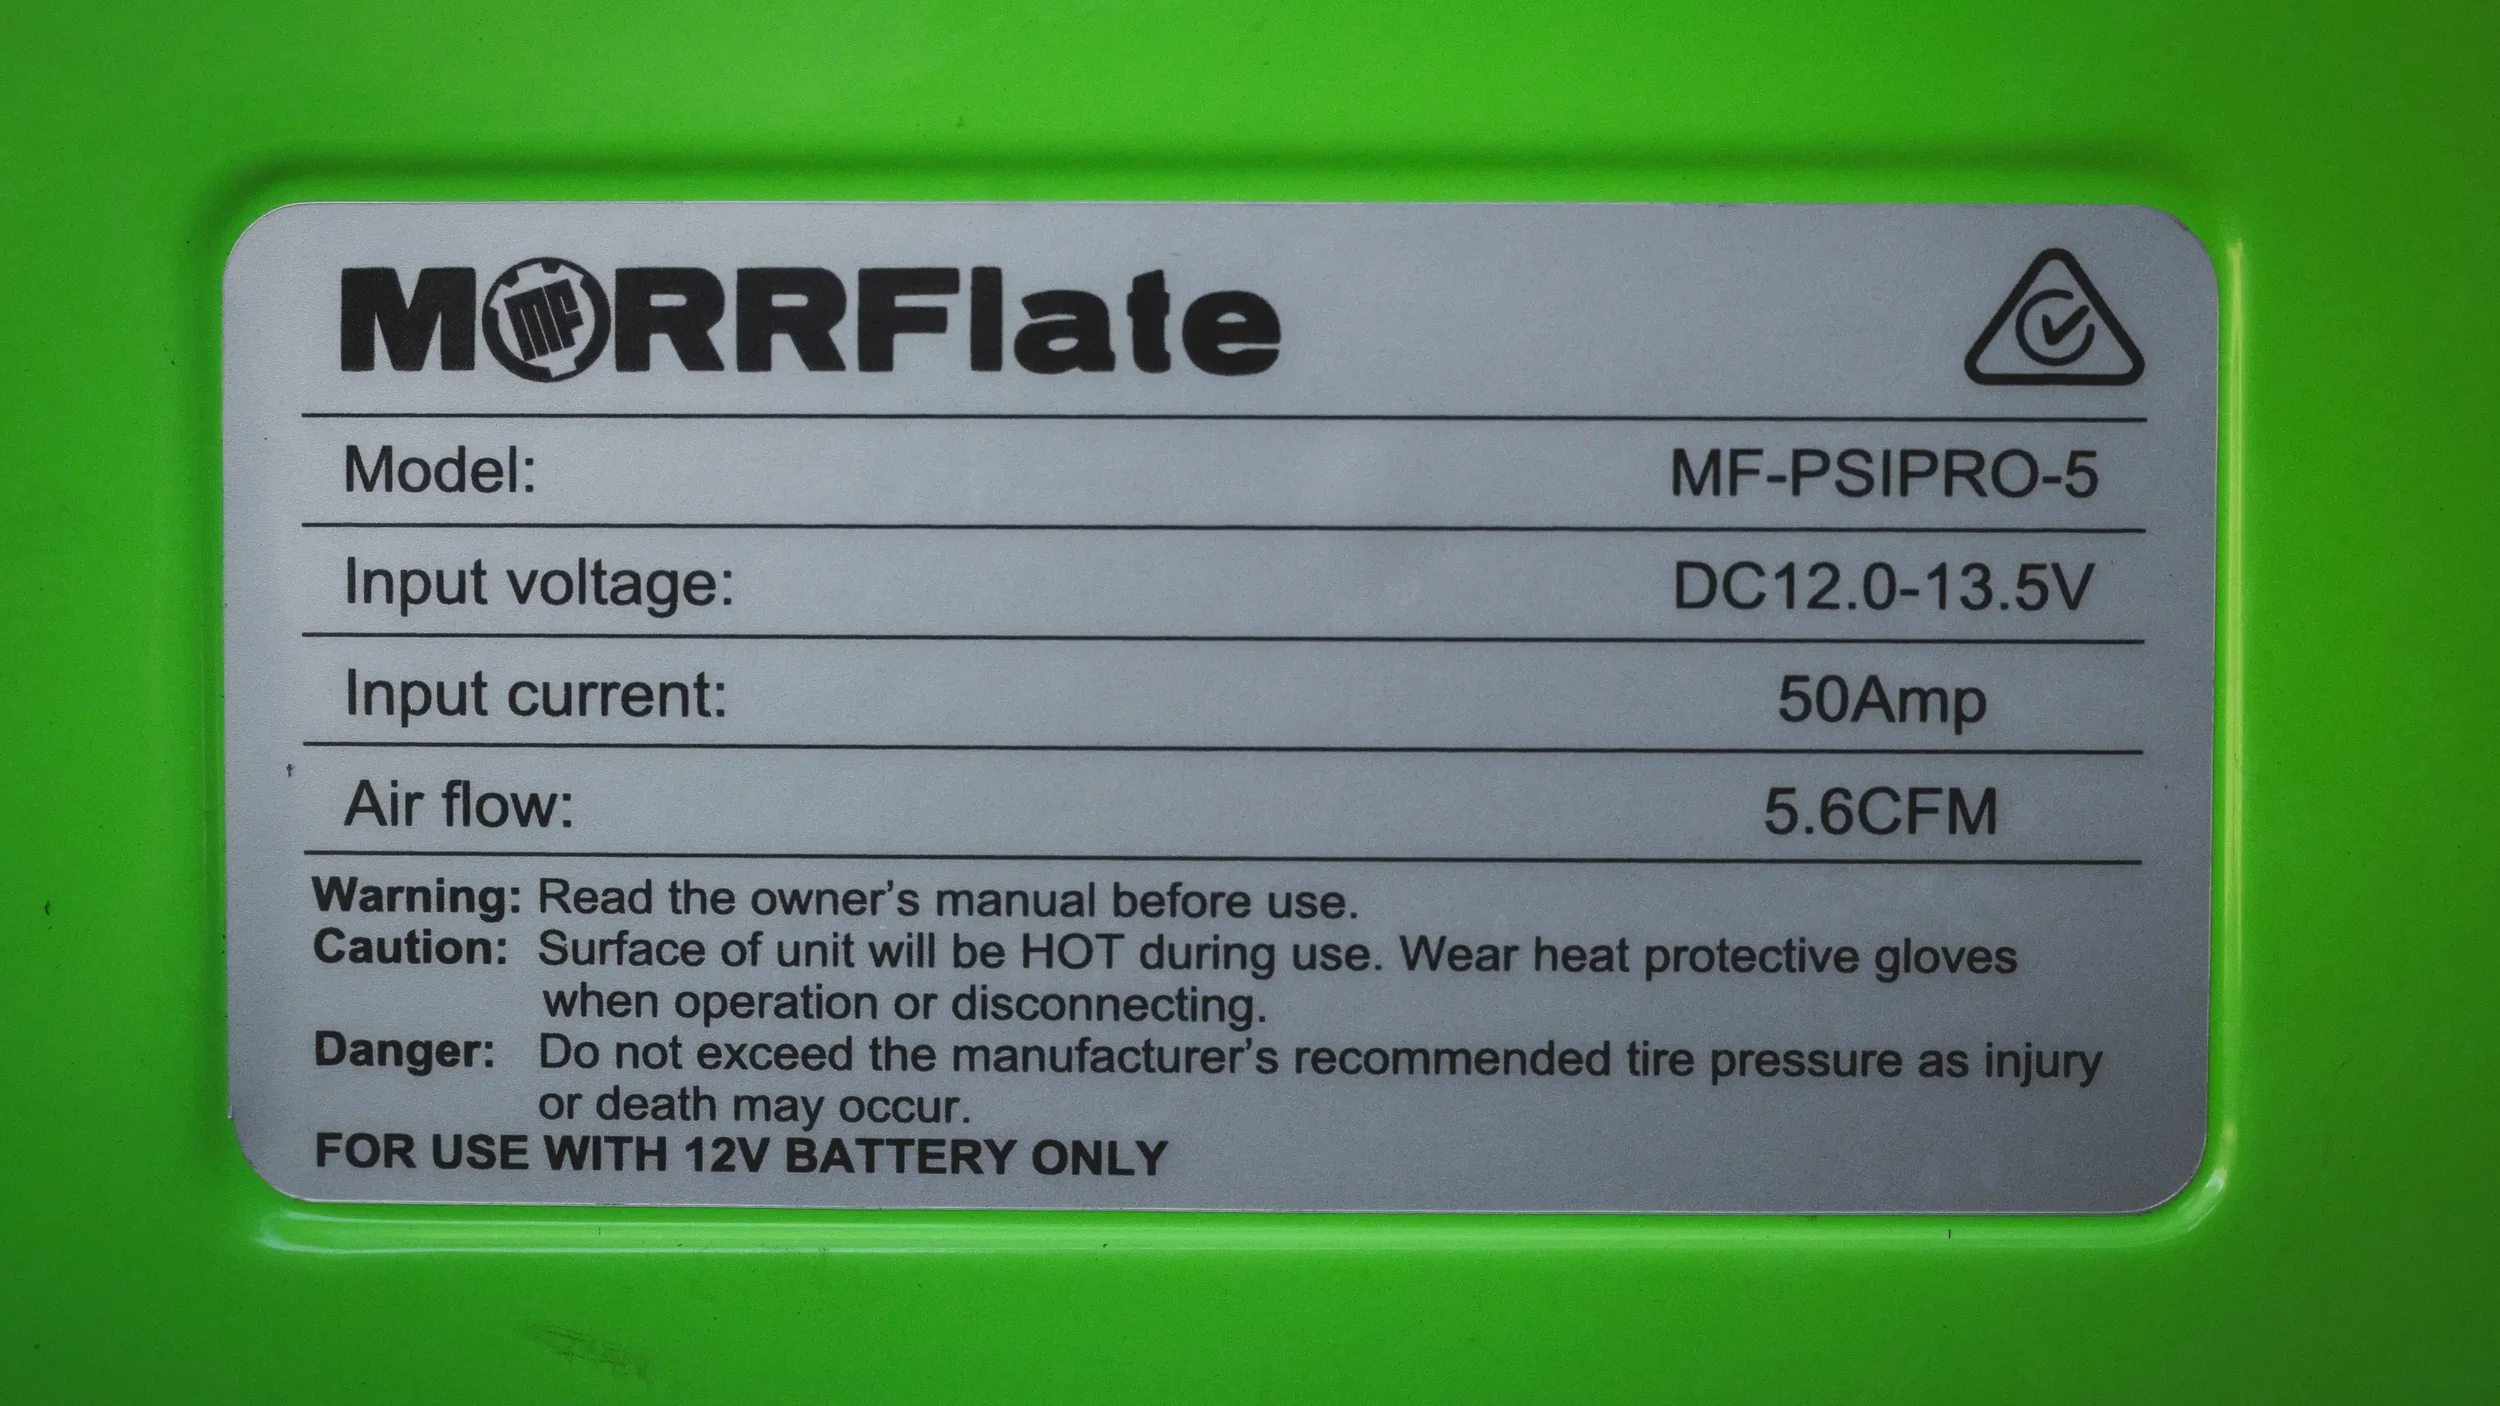 MORRFlate
Model: MF-PSIPRO-5
Input voltage: DC12.0-13.5V
Input current: 50Amp
Air flow: 5.6CFM
Warning: Read the owner's manual before use.
Caution: Surface of unit will be HOT during use. Wear heat protective gloves
when operation or disconnecting.
Danger: Do not exceed the manufacturer's recommended tire pressure as injury
or death may occur.
FOR USE WITH 12V BATTERY ONLY